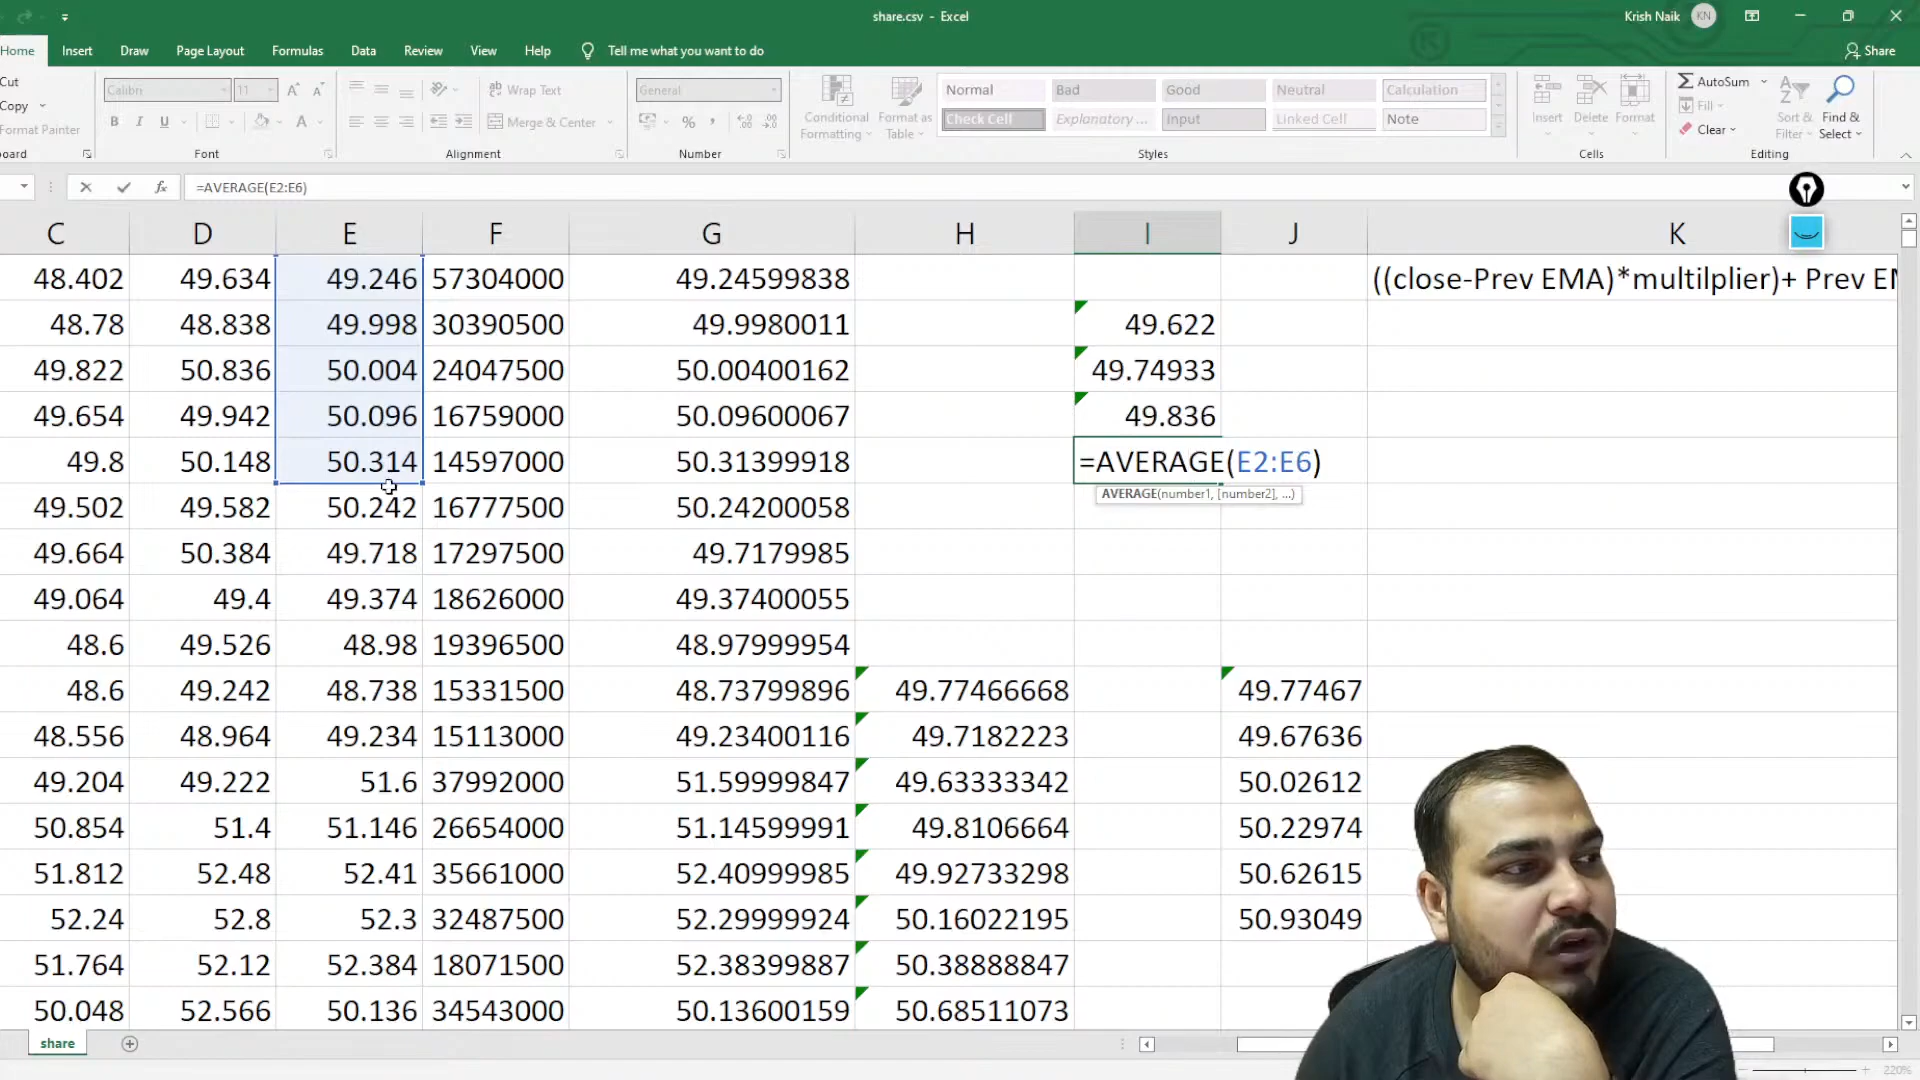 share.csv - Excel
Krish Naik KN
Home Insert Draw Page Layout Formulas Data Review View Help Tell me what you want to do Share
Cut
Copy
Format Painter
Calibri 11
Wrap Text
Merge & Center
General
% ,
Conditional Formatting
Format as Table
Normal Bad Good Neutral Calculation
Check Cell Explanatory ... Input Linked Cell Note
Insert Delete Format
AutoSum
Fill
Clear
Sort & Filter
Find & Select
oard Font Alignment Number Styles Cells Editing
fx =AVERAGE(E2:E6)
C D E F G H I J K
48.402 49.634 49.246 57304000 49.24599838 ((close-Prev EMA)*multilplier)+ Prev EM
48.78 48.838 49.998 30390500 49.9980011 49.622
49.822 50.836 50.004 24047500 50.00400162 49.74933
49.654 49.942 50.096 16759000 50.09600067 49.836
49.8 50.148 50.314 14597000 50.31399918 =AVERAGE(E2:E6)
AVERAGE(number1, [number2], ...)
49.502 49.582 50.242 16777500 50.24200058
49.664 50.384 49.718 17297500 49.7179985
49.064 49.4 49.374 18626000 49.37400055
48.6 49.526 48.98 19396500 48.97999954
48.6 49.242 48.738 15331500 48.73799896 49.77466668 49.77467
48.556 48.964 49.234 15113000 49.23400116 49.7182223 49.67636
49.204 49.222 51.6 37992000 51.59999847 49.63333342 50.02612
50.854 51.4 51.146 26654000 51.14599991 49.8106664 50.22974
51.812 52.48 52.41 35661000 52.40999985 49.92733298 50.62615
52.24 52.8 52.3 32487500 52.29999924 50.16022195 50.93049
51.764 52.12 52.384 18071500 52.38399887 50.38888847
50.048 52.566 50.136 34543000 50.13600159 50.68511073
share
220%